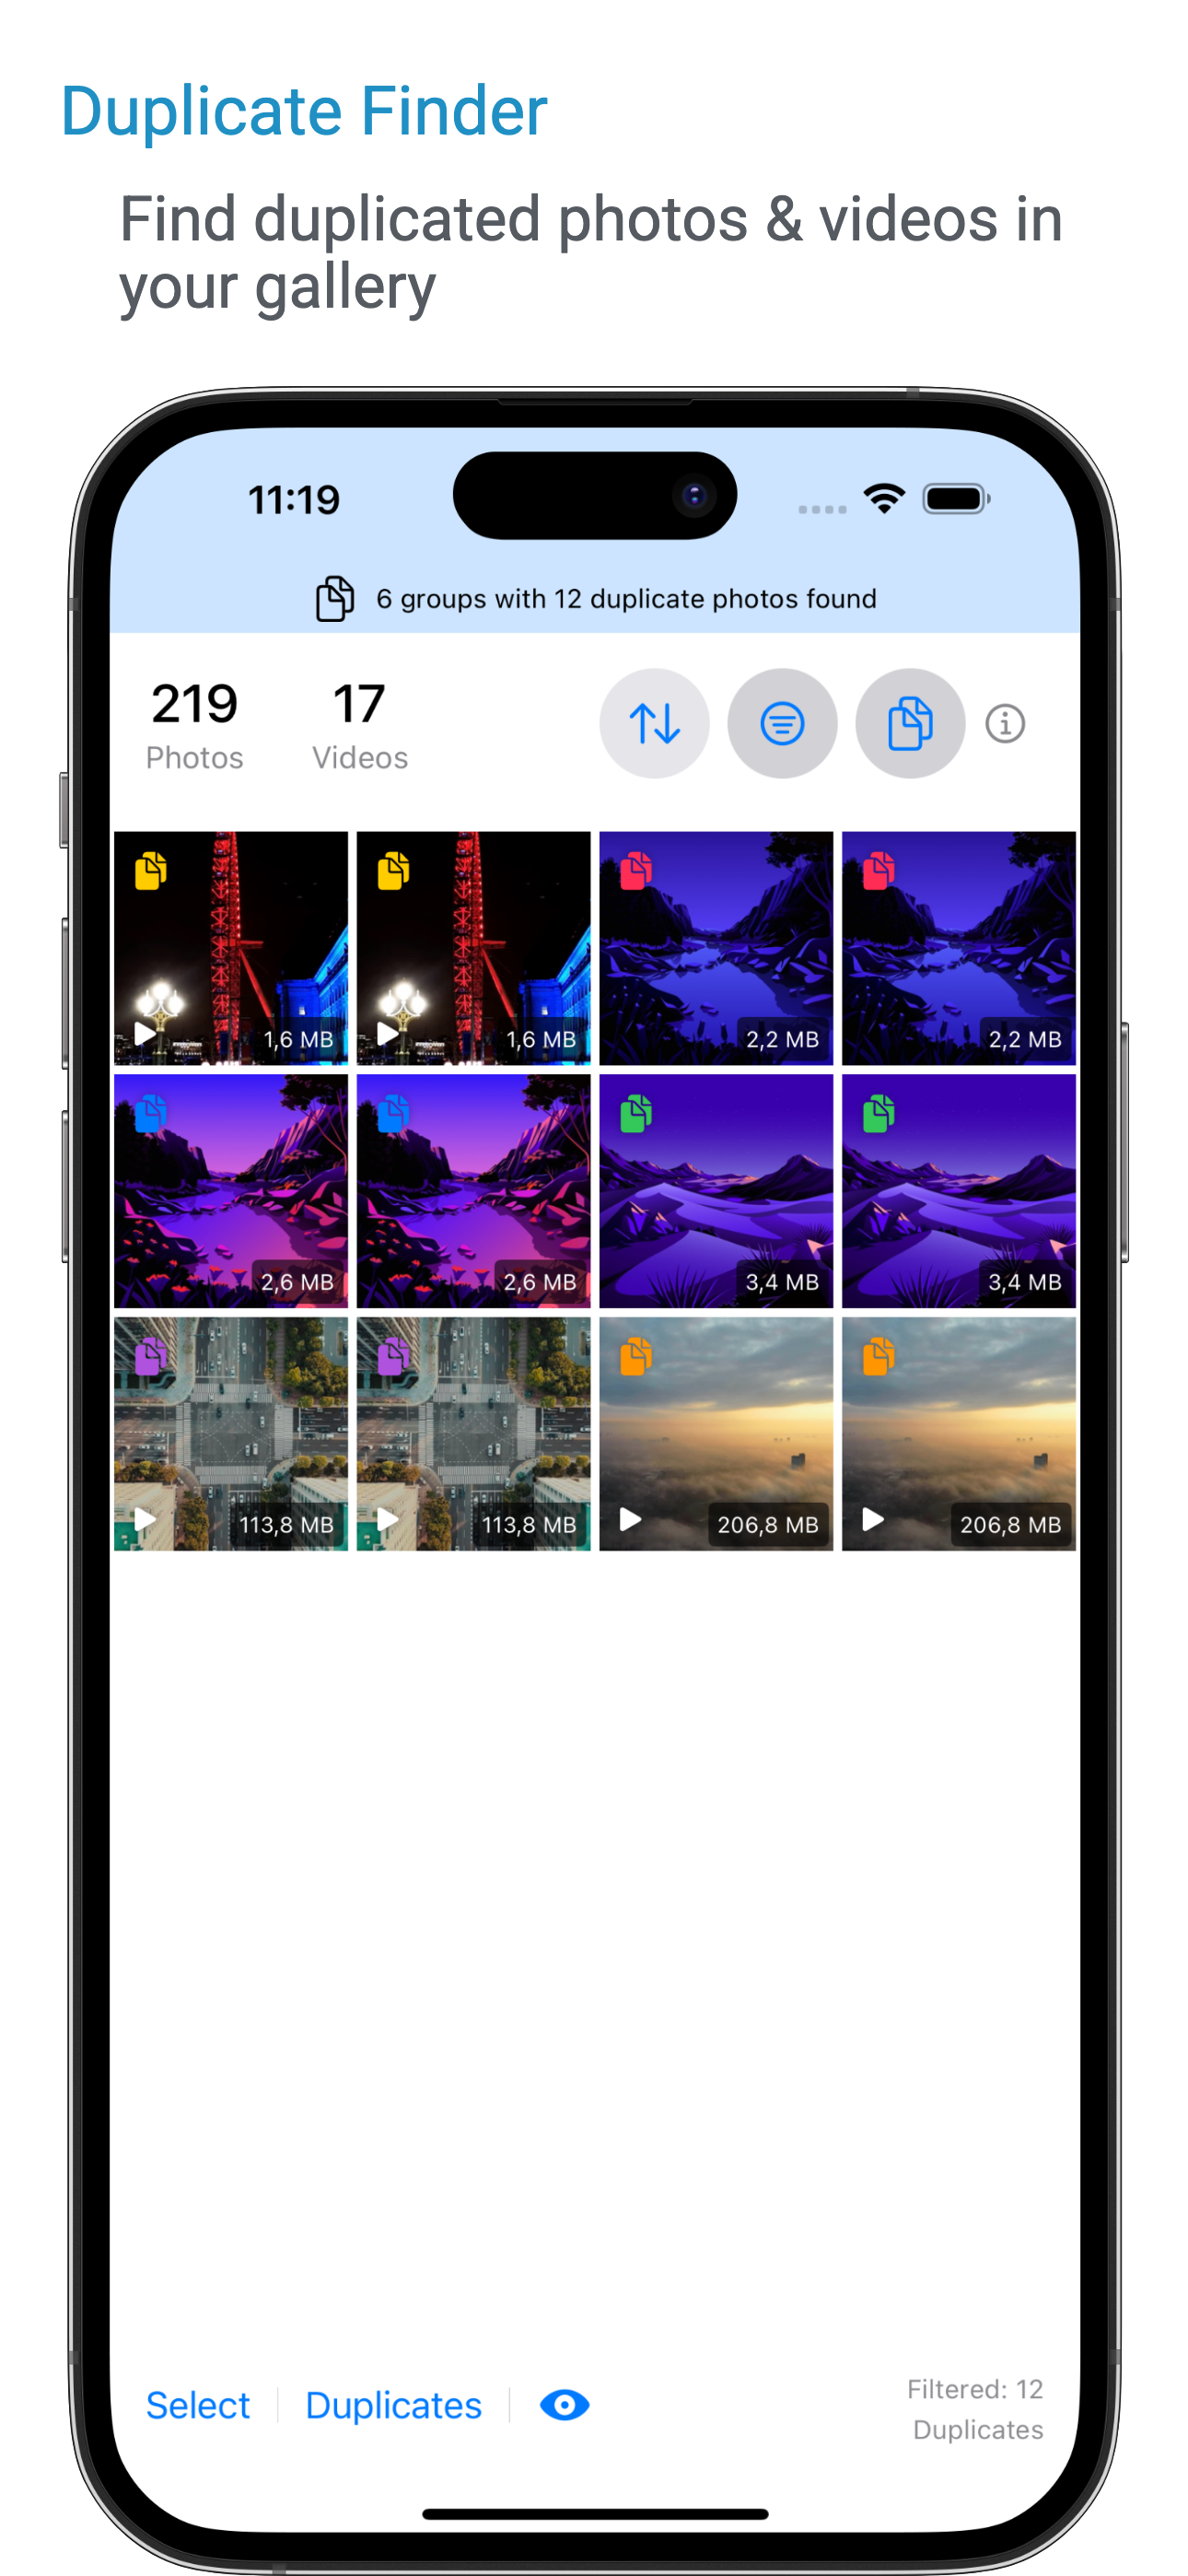 Duplicate Finder
Find duplicated photos & videos in
your gallery
11:19
6 groups with 12 duplicate photos found
219
Photos
17
Videos
1,6 MB
1,6 MB
2,2 MB
2,2 MB
2,6 MB
2,6 MB
3,4 MB
3,4 MB
113,8 MB
113,8 MB
206,8 MB
206,8 MB
Select
Duplicates
Filtered: 12
Duplicates